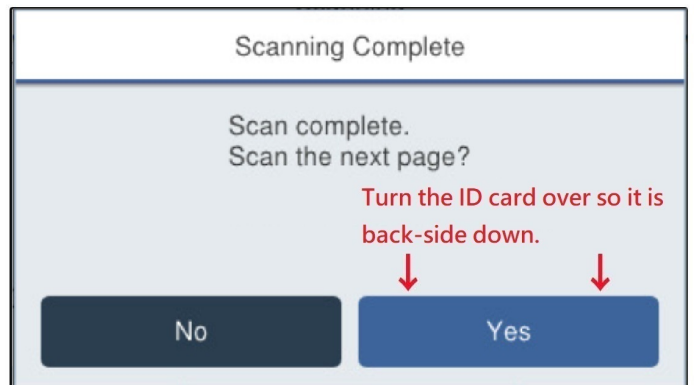 Scanning Complete
Scan complete.
Scan the next page?
Turn the ID card over so it is
back-side down.
No
Yes